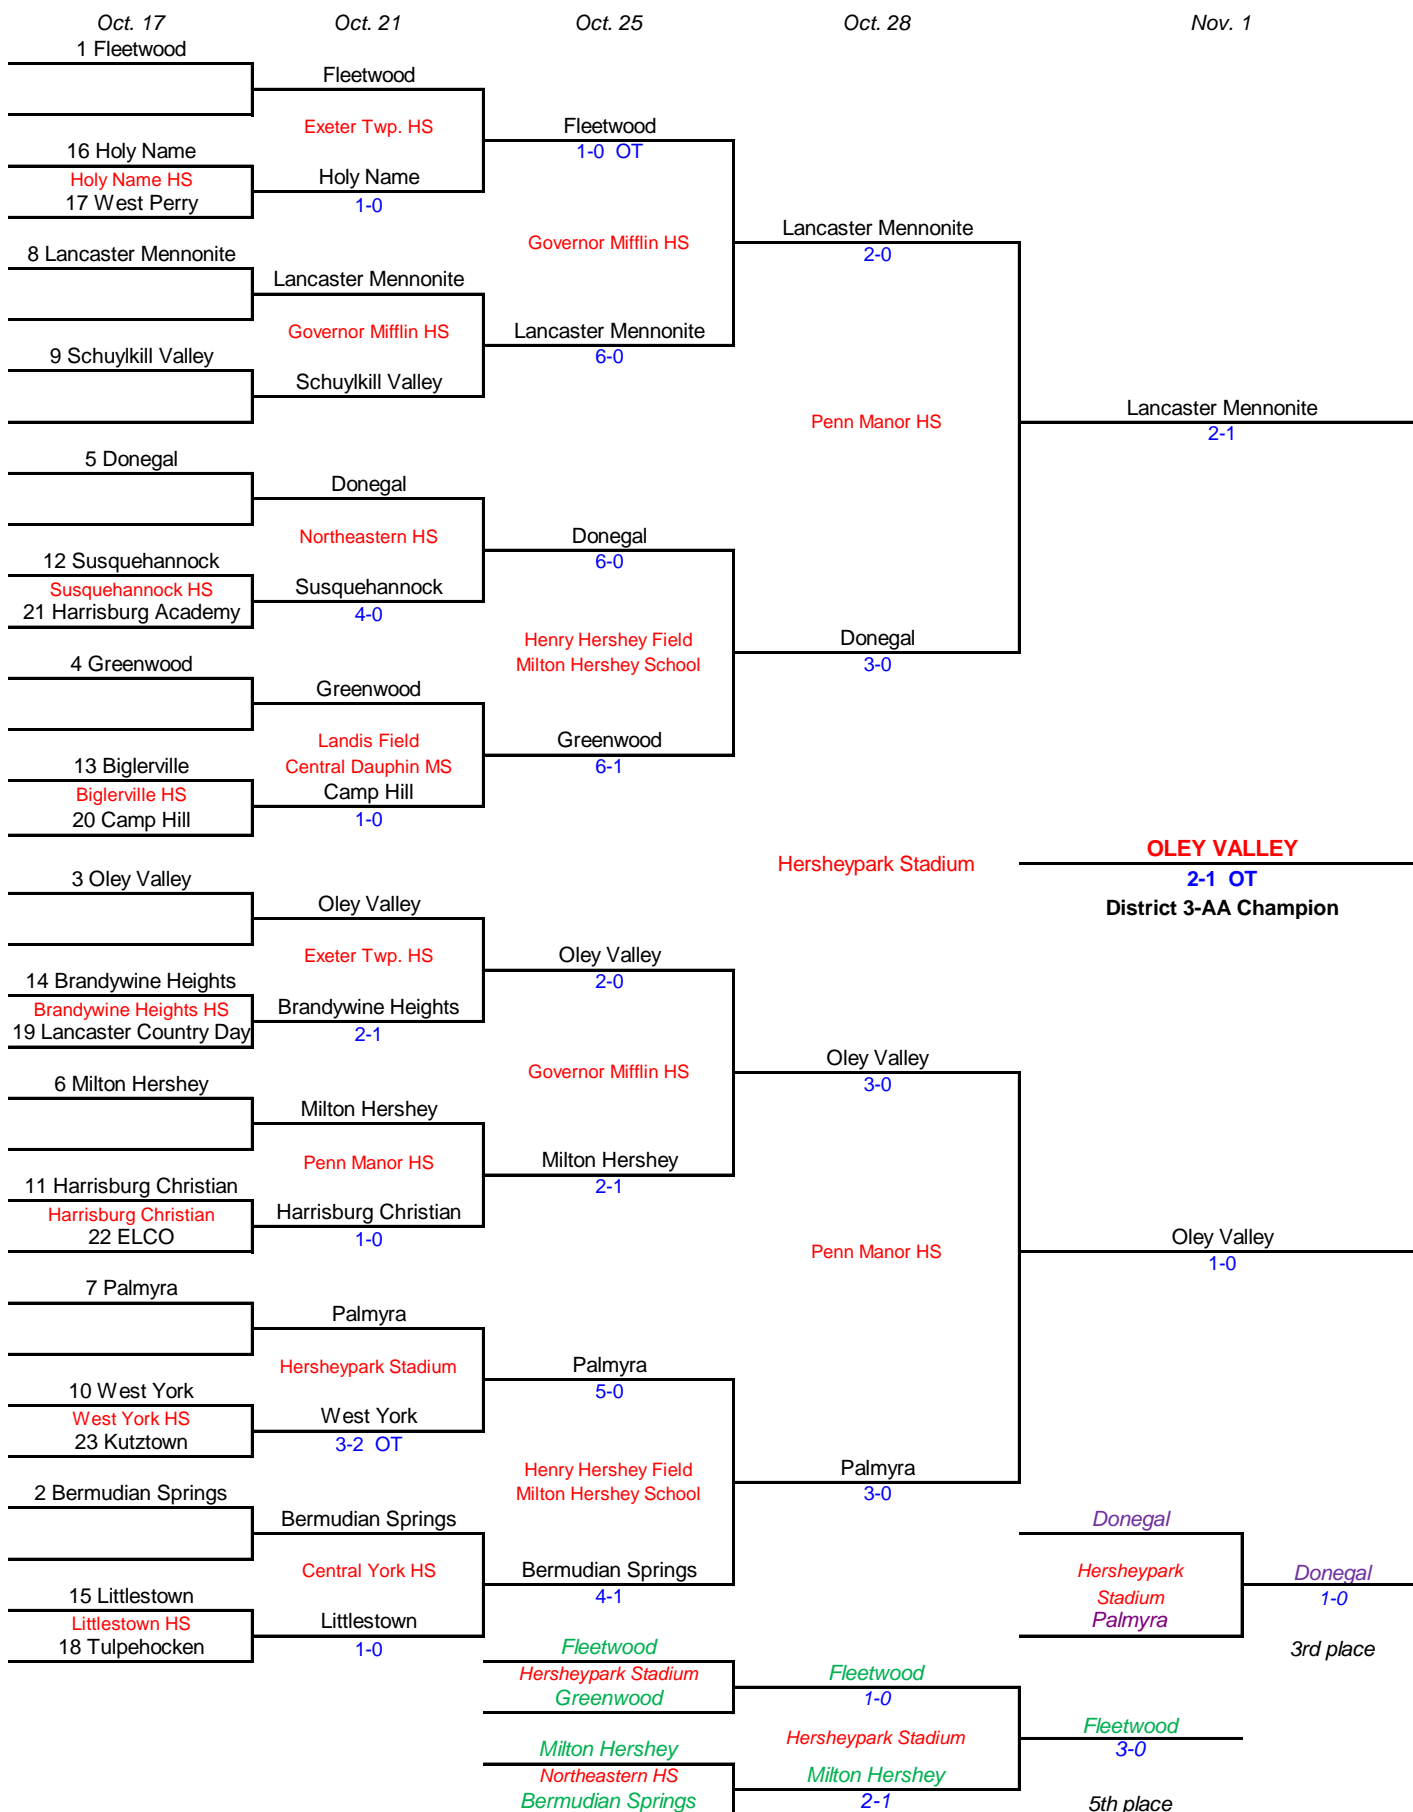 Oct. 17
Oct. 21
Oct. 25
Oct. 28
Nov. 1
1 Fleetwood
16 Holy Name
Holy Name HS
17 West Perry
8 Lancaster Mennonite
9 Schuylkill Valley
5 Donegal
12 Susquehannock
Susquehannock HS
21 Harrisburg Academy
4 Greenwood
13 Biglerville
Biglerville HS
20 Camp Hill
3 Oley Valley
14 Brandywine Heights
Brandywine Heights HS
19 Lancaster Country Day
6 Milton Hershey
11 Harrisburg Christian
Harrisburg Christian
22 ELCO
7 Palmyra
10 West York
West York HS
23 Kutztown
2 Bermudian Springs
15 Littlestown
Littlestown HS
18 Tulpehocken
Fleetwood
Exeter Twp. HS
Holy Name
1-0
Lancaster Mennonite
Governor Mifflin HS
Schuylkill Valley
Donegal
Northeastern HS
Susquehannock
4-0
Greenwood
Landis Field
Central Dauphin MS
Camp Hill
1-0
Oley Valley
Exeter Twp. HS
Brandywine Heights
2-1
Milton Hershey
Penn Manor HS
Harrisburg Christian
1-0
Palmyra
Hersheypark Stadium
West York
3-2 OT
Bermudian Springs
Central York HS
Littlestown
1-0
Fleetwood
1-0 OT
Governor Mifflin HS
Lancaster Mennonite
6-0
Donegal
6-0
Henry Hershey Field
Milton Hershey School
Greenwood
6-1
Oley Valley
2-0
Governor Mifflin HS
Milton Hershey
2-1
Palmyra
5-0
Henry Hershey Field
Milton Hershey School
Bermudian Springs
4-1
Fleetwood
Hersheypark Stadium
Greenwood
Milton Hershey
Northeastern HS
Bermudian Springs
Lancaster Mennonite
2-0
Penn Manor HS
Donegal
3-0
Hersheypark Stadium
Oley Valley
3-0
Penn Manor HS
Palmyra
3-0
Fleetwood
1-0
Hersheypark Stadium
Milton Hershey
2-1
Lancaster Mennonite
2-1
OLEY VALLEY
2-1 OT
District 3-AA Champion
Oley Valley
1-0
Donegal
Hersheypark
Stadium
Palmyra
Donegal
1-0
3rd place
Fleetwood
3-0
5th place